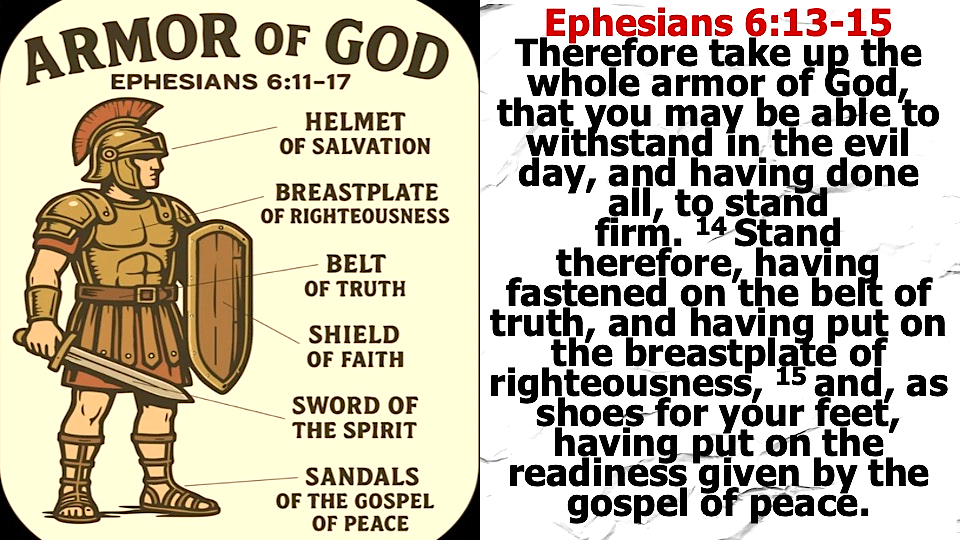 ARMOR OF GOD
EPHESIANS 6:11–17
HELMET
OF SALVATION
BREASTPLATE
OF RIGHTEOUSNESS
BELT
OF TRUTH
SHIELD
OF FAITH
SWORD OF
THE SPIRIT
SANDALS
OF THE GOSPEL
OF PEACE
Ephesians 6:13-15
Therefore take up the
whole armor of God,
that you may be able to
withstand in the evil
day, and having done
all, to stand
firm. 14 Stand
therefore, having
fastened on the belt of
truth, and having put on
the breastplate of
righteousness, 15 and, as
shoes for your feet,
having put on the
readiness given by the
gospel of peace.